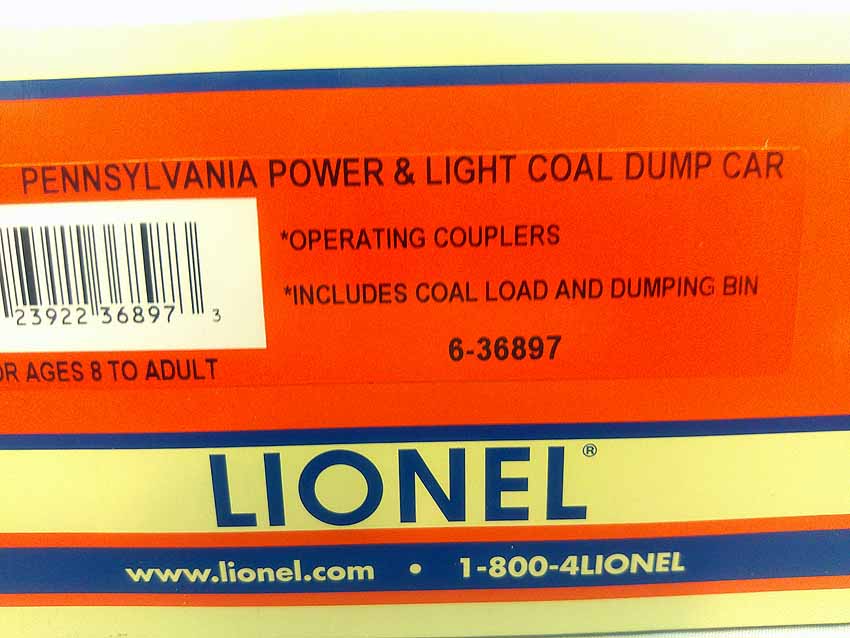 PENNSYLVANIA POWER & LIGHT COAL DUMP CAR
*OPERATING COUPLERS
*INCLUDES COAL LOAD AND DUMPING BIN
23922 36897 3
6-36897
OR AGES 8 TO ADULT
LIONEL®
www.lionel.com • 1-800-4LIONEL